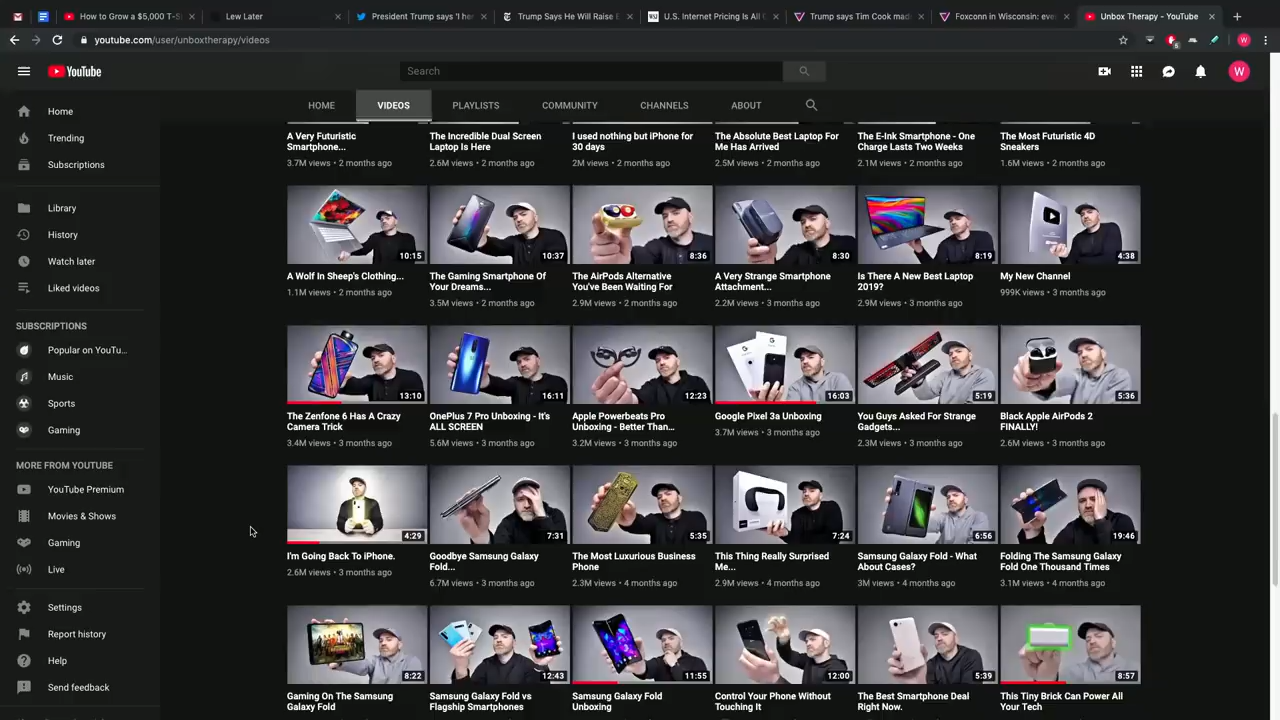 How to Grow a $5,000 T-S
Lew Later
President Trump says 'I her
Trump Says He Will Raise E
U.S. Internet Pricing Is All C
Trump says Tim Cook mad
Foxconn in Wisconsin: eve
Unbox Therapy - YouTube
youtube.com/user/unboxtherapy/videos
5
W
YouTube
Search
W
HOME
VIDEOS
PLAYLISTS
COMMUNITY
CHANNELS
ABOUT
Home
Trending
Subscriptions
Library
History
Watch later
Liked videos
SUBSCRIPTIONS
Popular on YouTu...
Music
Sports
Gaming
MORE FROM YOUTUBE
YouTube Premium
Movies & Shows
Gaming
Live
Settings
Report history
Help
Send feedback
A Very Futuristic
Smartphone...
3.7M views • 2 months ago
The Incredible Dual Screen
Laptop Is Here
2.6M views • 2 months ago
I used nothing but iPhone for
30 days
2M views • 2 months ago
The Absolute Best Laptop For
Me Has Arrived
2.5M views • 2 months ago
The E-Ink Smartphone - One
Charge Lasts Two Weeks
2.1M views • 2 months ago
The Most Futuristic 4D
Sneakers
1.6M views • 2 months ago
10:15
A Wolf In Sheep's Clothing...
1.1M views • 2 months ago
10:37
The Gaming Smartphone Of
Your Dreams...
3.5M views • 2 months ago
8:36
The AirPods Alternative
You've Been Waiting For
2.9M views • 2 months ago
8:30
A Very Strange Smartphone
Attachment...
2.2M views • 3 months ago
8:19
Is There A New Best Laptop
2019?
2.9M views • 3 months ago
4:38
My New Channel
999K views • 3 months ago
13:10
The Zenfone 6 Has A Crazy
Camera Trick
3.4M views • 3 months ago
16:11
OnePlus 7 Pro Unboxing - It's
ALL SCREEN
5.6M views • 3 months ago
12:23
Apple Powerbeats Pro
Unboxing - Better Than...
3.2M views • 3 months ago
16:03
Google Pixel 3a Unboxing
3.7M views • 3 months ago
5:19
You Guys Asked For Strange
Gadgets...
2.3M views • 3 months ago
5:36
Black Apple AirPods 2
FINALLY!
2.6M views • 3 months ago
4:29
I'm Going Back To iPhone.
2.6M views • 3 months ago
7:31
Goodbye Samsung Galaxy
Fold...
6.7M views • 3 months ago
5:35
The Most Luxurious Business
Phone
2.3M views • 4 months ago
7:24
This Thing Really Surprised
Me...
2.9M views • 4 months ago
6:56
Samsung Galaxy Fold - What
About Cases?
3M views • 4 months ago
19:46
Folding The Samsung Galaxy
Fold One Thousand Times
3.1M views • 4 months ago
8:22
Gaming On The Samsung
Galaxy Fold
12:43
Samsung Galaxy Fold vs
Flagship Smartphones
11:55
Samsung Galaxy Fold
Unboxing
12:00
Control Your Phone Without
Touching It
5:39
The Best Smartphone Deal
Right Now.
8:57
This Tiny Brick Can Power All
Your Tech